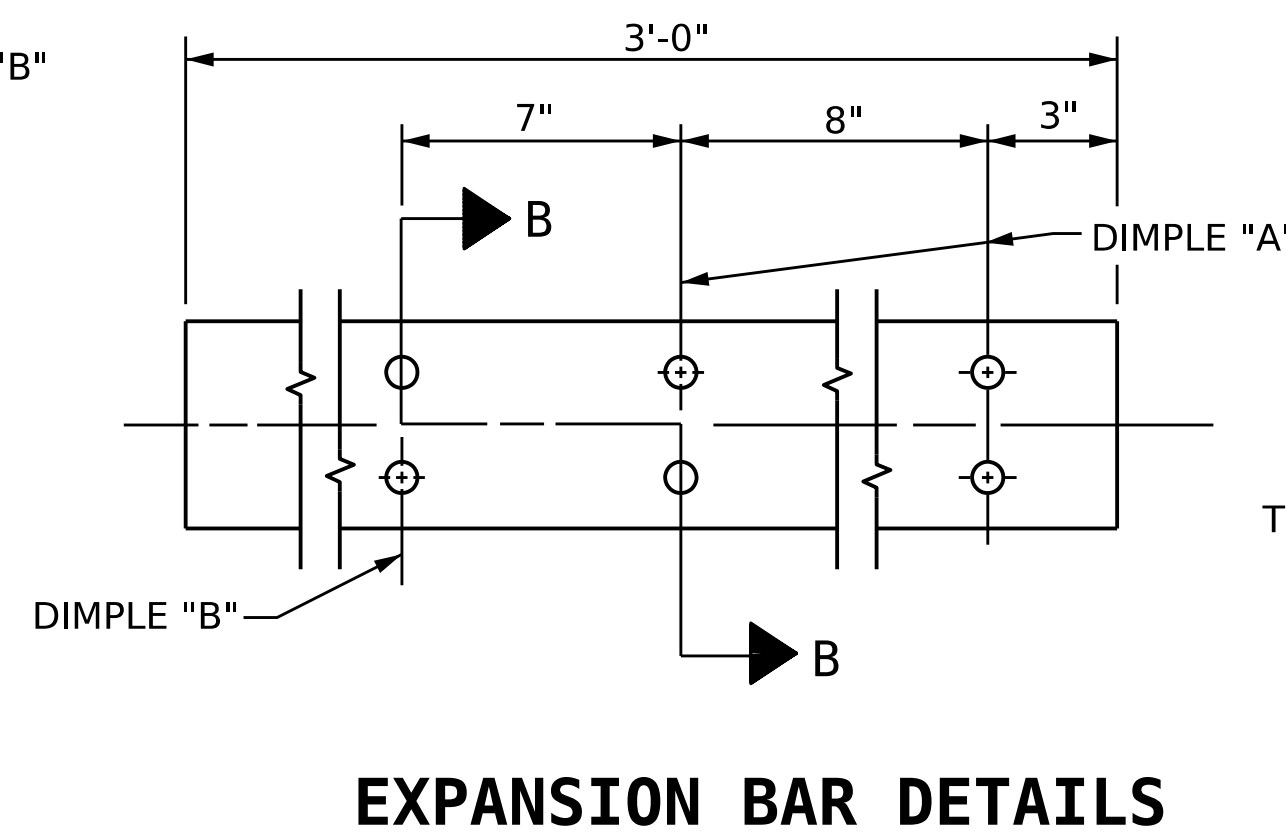 3'-0"
"B"
7" 8" 3"
B
DIMPLE "A"
DIMPLE "B"
B
EXPANSION BAR DETAILS